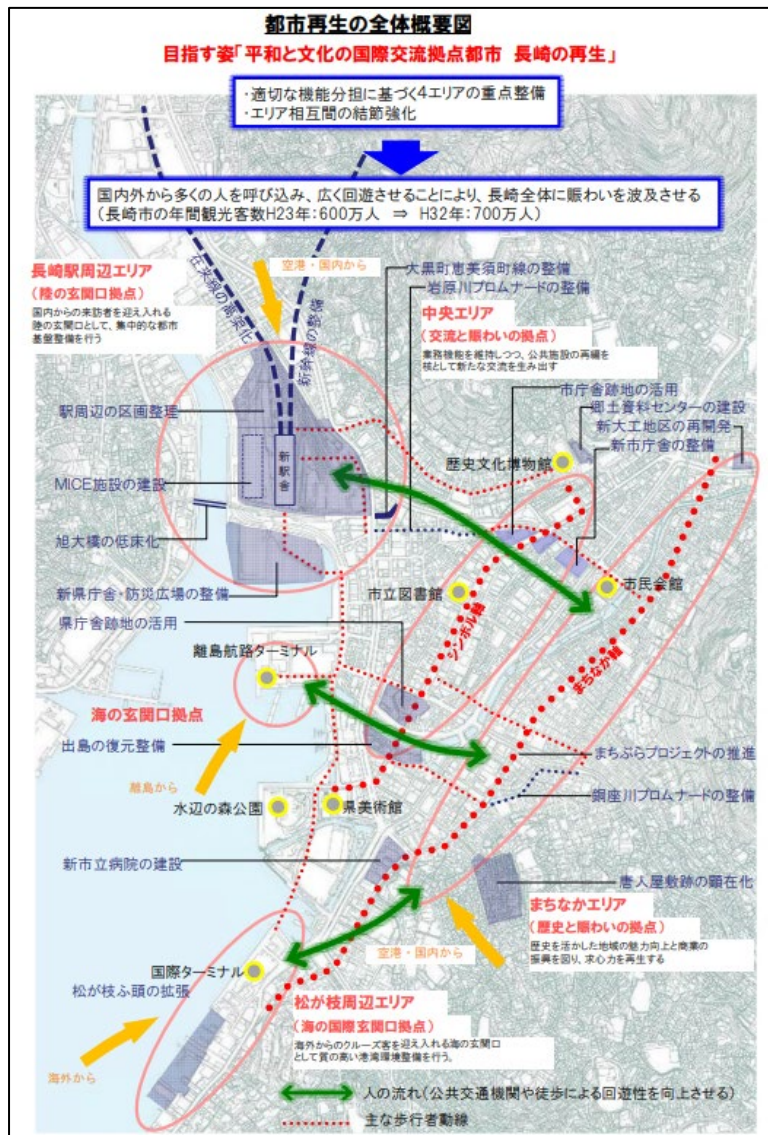 都市再生の全体概要図
目指す姿「平和と文化の国際交流拠点都市 長崎の再生」
・適切な機能分担に基づく4エリアの重点整備
・エリア相互間の結節強化
国内外から多くの人を呼び込み、広く回遊させることにより、長崎全体に賑わいを波及させる
(長崎市の年間観光客数H23年:600万人 ⇒ H32年:700万人)
長崎駅周辺エリア
(陸の玄関口拠点)
国内からの来訪者を迎え入れる
陸の玄関口として、集中的な都市
基盤整備を行う
在来線の高架化
空港・国内から
新幹線の整備
大黒町恵美須町線の整備
岩原川プロムナードの整備
中央エリア
(交流と賑わいの拠点)
業務機能を維持しつつ、公共施設の再編を
核として新たな交流を生み出す
市庁舎跡地の活用
郷土資料センターの建設
新大工地区の再開発
新市庁舎の整備
駅周辺の区画整理
新駅舎
歴史文化博物館
MICE施設の建設
旭大橋の低床化
新県庁舎・防災広場の整備
市立図書館
市民会館
県庁舎跡地の活用
シンボル軸
まちなか軸
離島航路ターミナル
海の玄関口拠点
出島の復元整備
まちぶらプロジェクトの推進
離島から
銅座川プロムナードの整備
水辺の森公園
県美術館
新市立病院の建設
唐人屋敷跡の顕在化
まちなかエリア
(歴史と賑わいの拠点)
歴史を活かした地域の魅力向上と商業の
振興を図り、求心力を再生する
空港・国内から
国際ターミナル
松が枝ふ頭の拡張
松が枝周辺エリア
(海の国際玄関口拠点)
海外からのクルーズ客を迎え入れる海の玄関口
として質の高い港湾環境整備を行う。
海外から
人の流れ(公共交通機関や徒歩による回遊性を向上させる)
主な歩行者動線